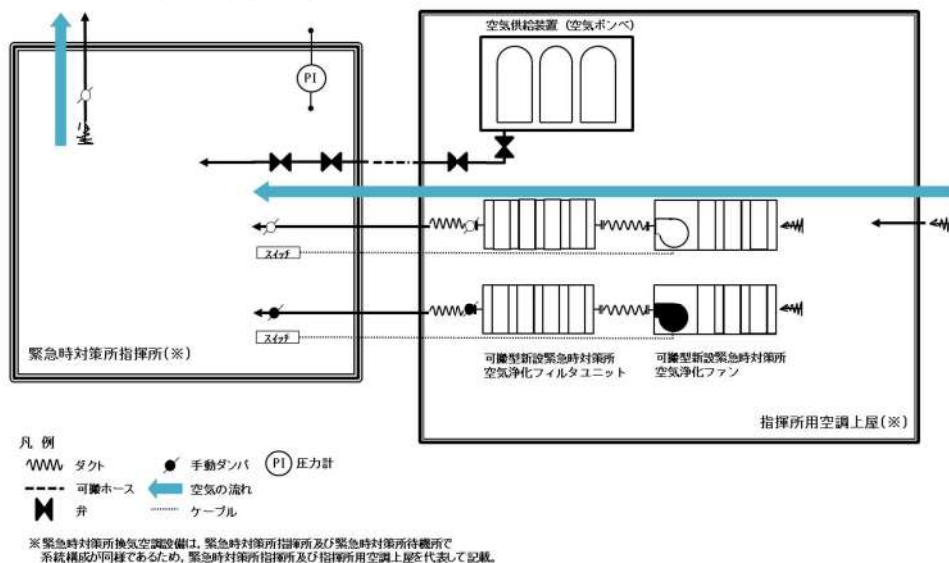 空気供給装置（空気ボンベ）
PI
スイッチ
スイッチ
緊急時対策所指揮所(※)
可搬型新設緊急時対策所
空気浄化フィルタユニット
可搬型新設緊急時対策所
空気浄化ファン
指揮所用空調上屋(※)
凡 例
ダクト
手動ダンパ
PI
圧力計
可搬ホース
空気の流れ
弁
ケーブル
※緊急時対策所換気空調設備は，緊急時対策所指揮所及び緊急時対策所待機所で
系統構成が同様であるため，緊急時対策所指揮所及び指揮所用空調上屋を代表して記載。